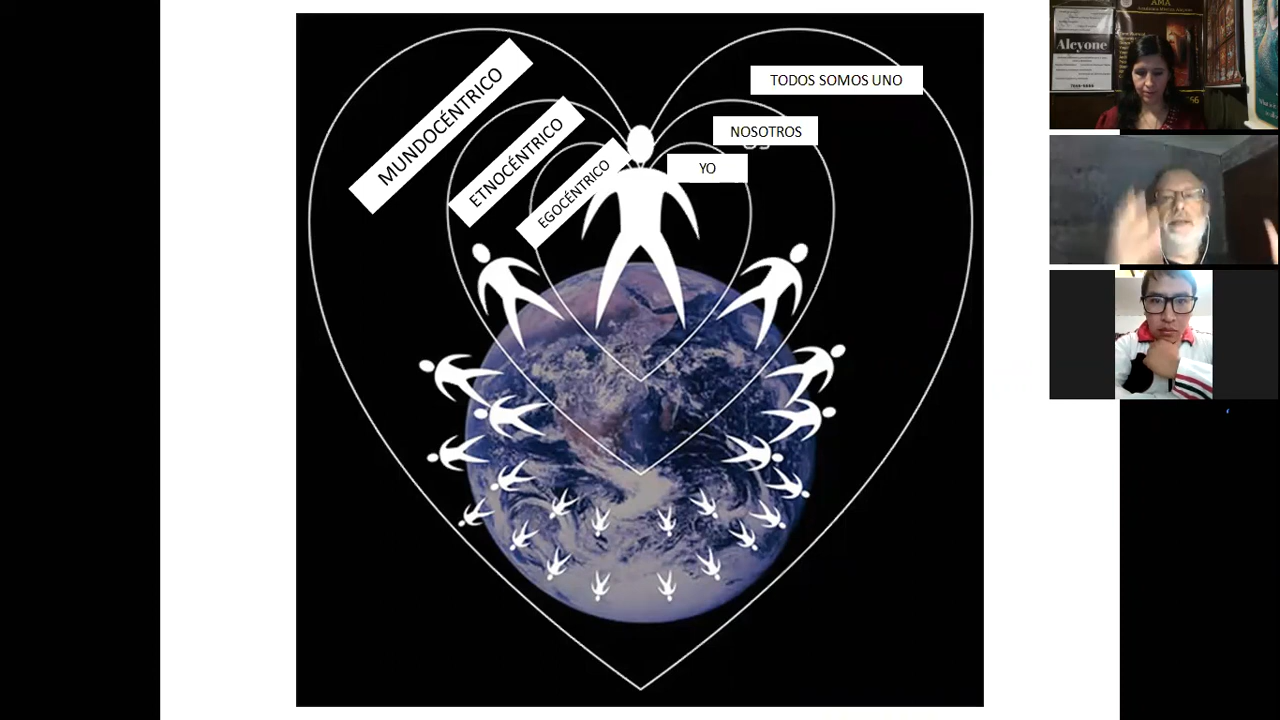 MUNDOCÉNTRICO
ETNOCÉNTRICO
EGOCÉNTRICO
TODOS SOMOS UNO
NOSOTROS
YO
AMA
Alcyone